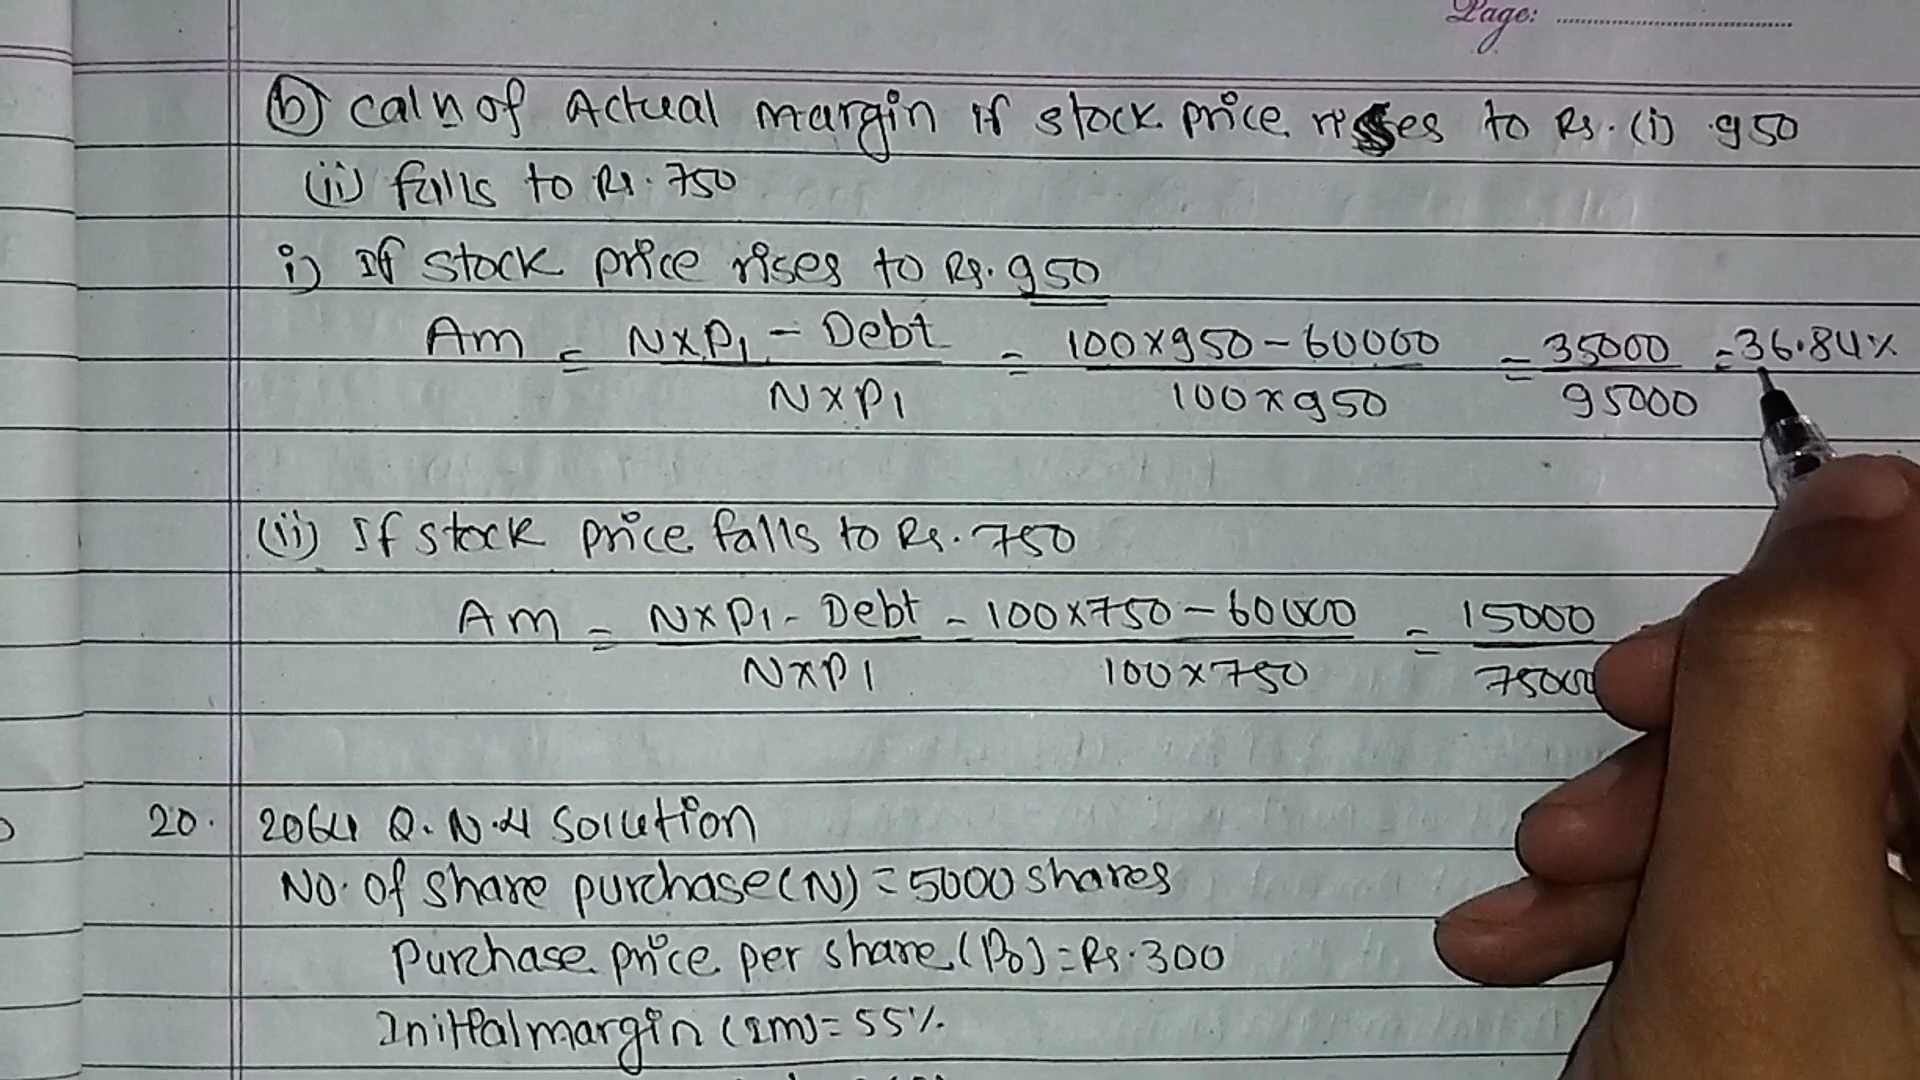 Page:
(b) Caln of Actual margin if stock price rises to Rs. (i) 950
(ii) falls to Rs. 750
i) If stock price rises to Rs. 950
Am = N×P1 - Debt / N×P1 = 100×950-60000 / 100×950 = 35000 / 95000 = 36.84%
(ii) If stock price falls to Rs. 750
Am = N×P1 - Debt / N×P1 = 100×750-60000 / 100×750 = 15000 / 75000
20. 2064 Q.N.4 Solution
No. of share purchase (N) = 5000 shares
Purchase price per share (P0) = Rs. 300
Initial margin (Im) = 55%